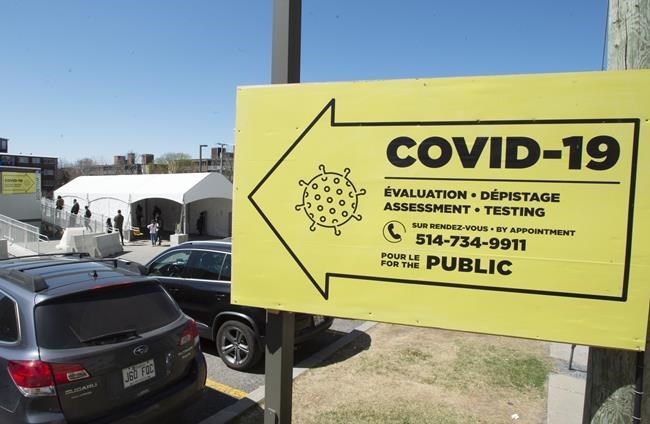 COVID-19
ÉVALUATION • DÉPISTAGE
ASSESSMENT • TESTING
SUR RENDEZ-VOUS • BY APPOINTMENT
514-734-9911
POUR LE
FOR THE PUBLIC
SUBARU
J60 FQC